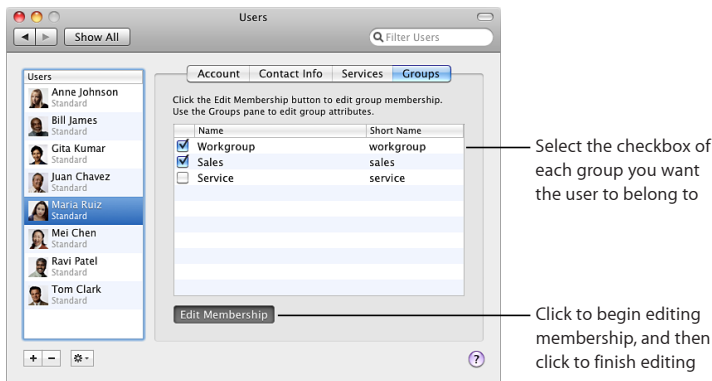 Users
Show All
Filter Users
Users
Anne Johnson
Standard
Bill James
Standard
Gita Kumar
Standard
Juan Chavez
Standard
Maria Ruiz
Standard
Mei Chen
Standard
Ravi Patel
Standard
Tom Clark
Standard
Account Contact Info Services Groups
Click the Edit Membership button to edit group membership.
Use the Groups pane to edit group attributes.
Name Short Name
Workgroup workgroup
Sales sales
Service service
Edit Membership
?
Select the checkbox of
each group you want
the user to belong to
Click to begin editing
membership, and then
click to finish editing